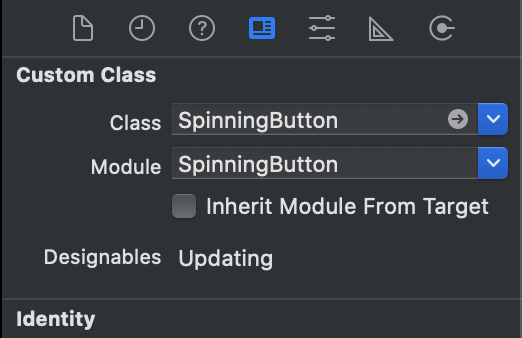 Custom Class
Class SpinningButton
Module SpinningButton
Inherit Module From Target
Designables Updating
Identity